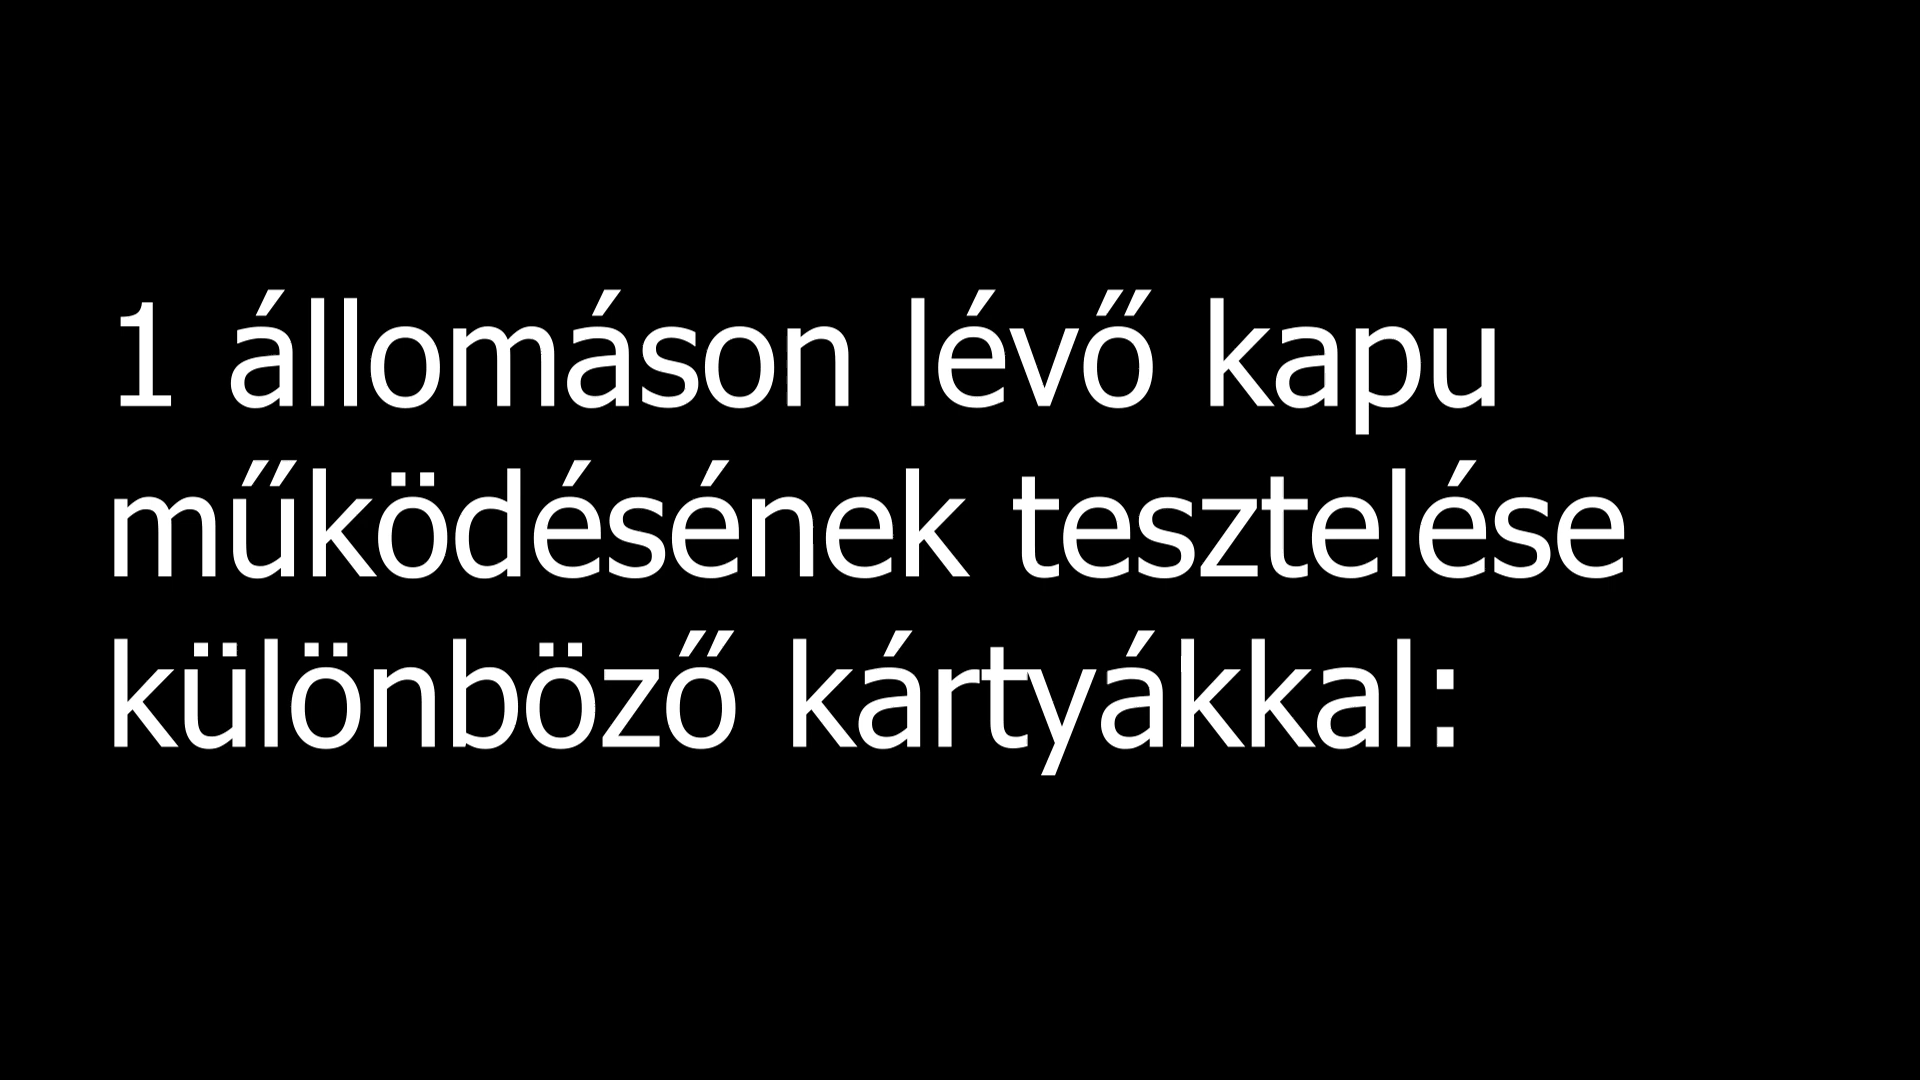 1 állomáson lévő kapu
működésének tesztelése
különböző kártyákkal: